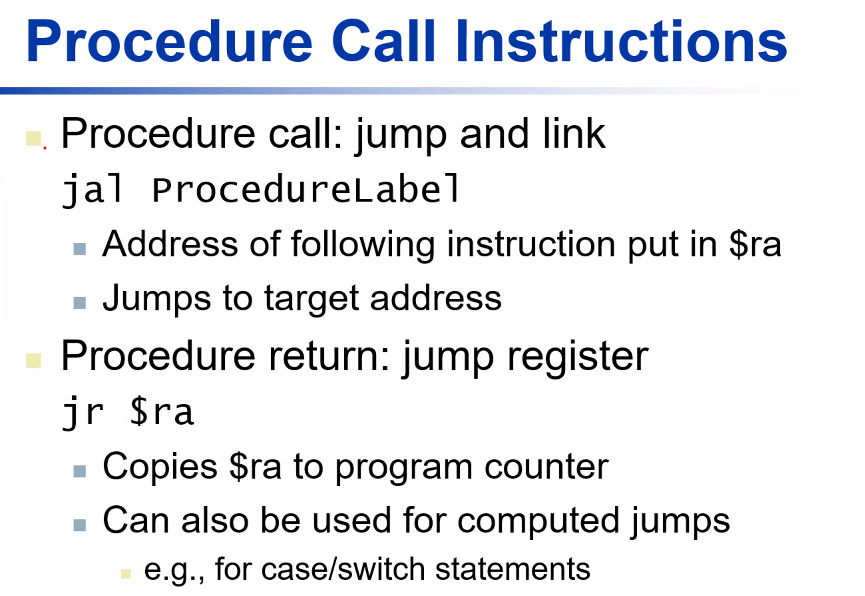 Procedure Call Instructions
Procedure call: jump and link
jal ProcedureLabel
Address of following instruction put in $ra
Jumps to target address
Procedure return: jump register
jr $ra
Copies $ra to program counter
Can also be used for computed jumps
e.g., for case/switch statements